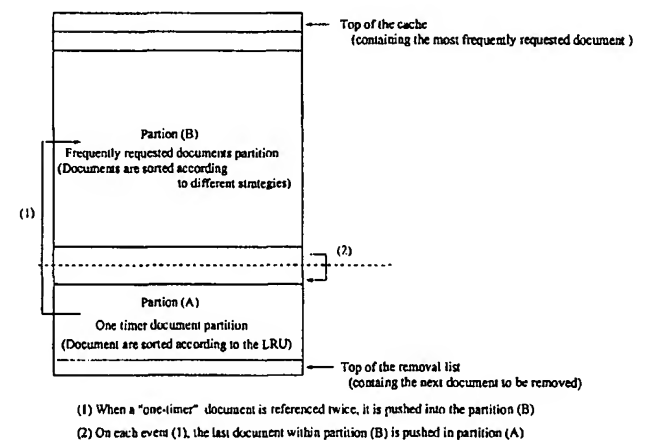 Top of the cache
(containing the most frequently requested document )
Partion (B)
Frequently requested documents partition
(Documents are sorted according
to different strategies)
(1)
(2)
Partion (A)
One timer document partition
(Document are sorted according to the LRU)
Top of the removal list
(containg the next document to be removed)
(1) When a "one-timer" document is referenced twice, it is pushed into the partition (B)
(2) On each event (1), the last document within partition (B) is pushed in partition (A)